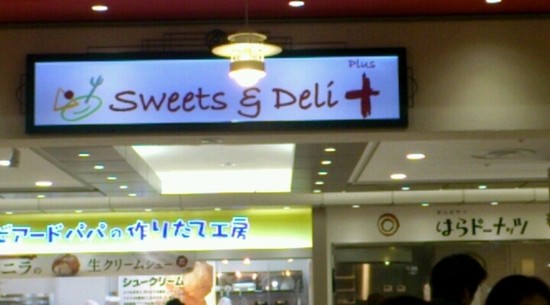 Plus
Sweets & Deli
ビアードパパの作りたて工房
はらドーナッツ
ニラの 生クリームシュー
シュークリーム